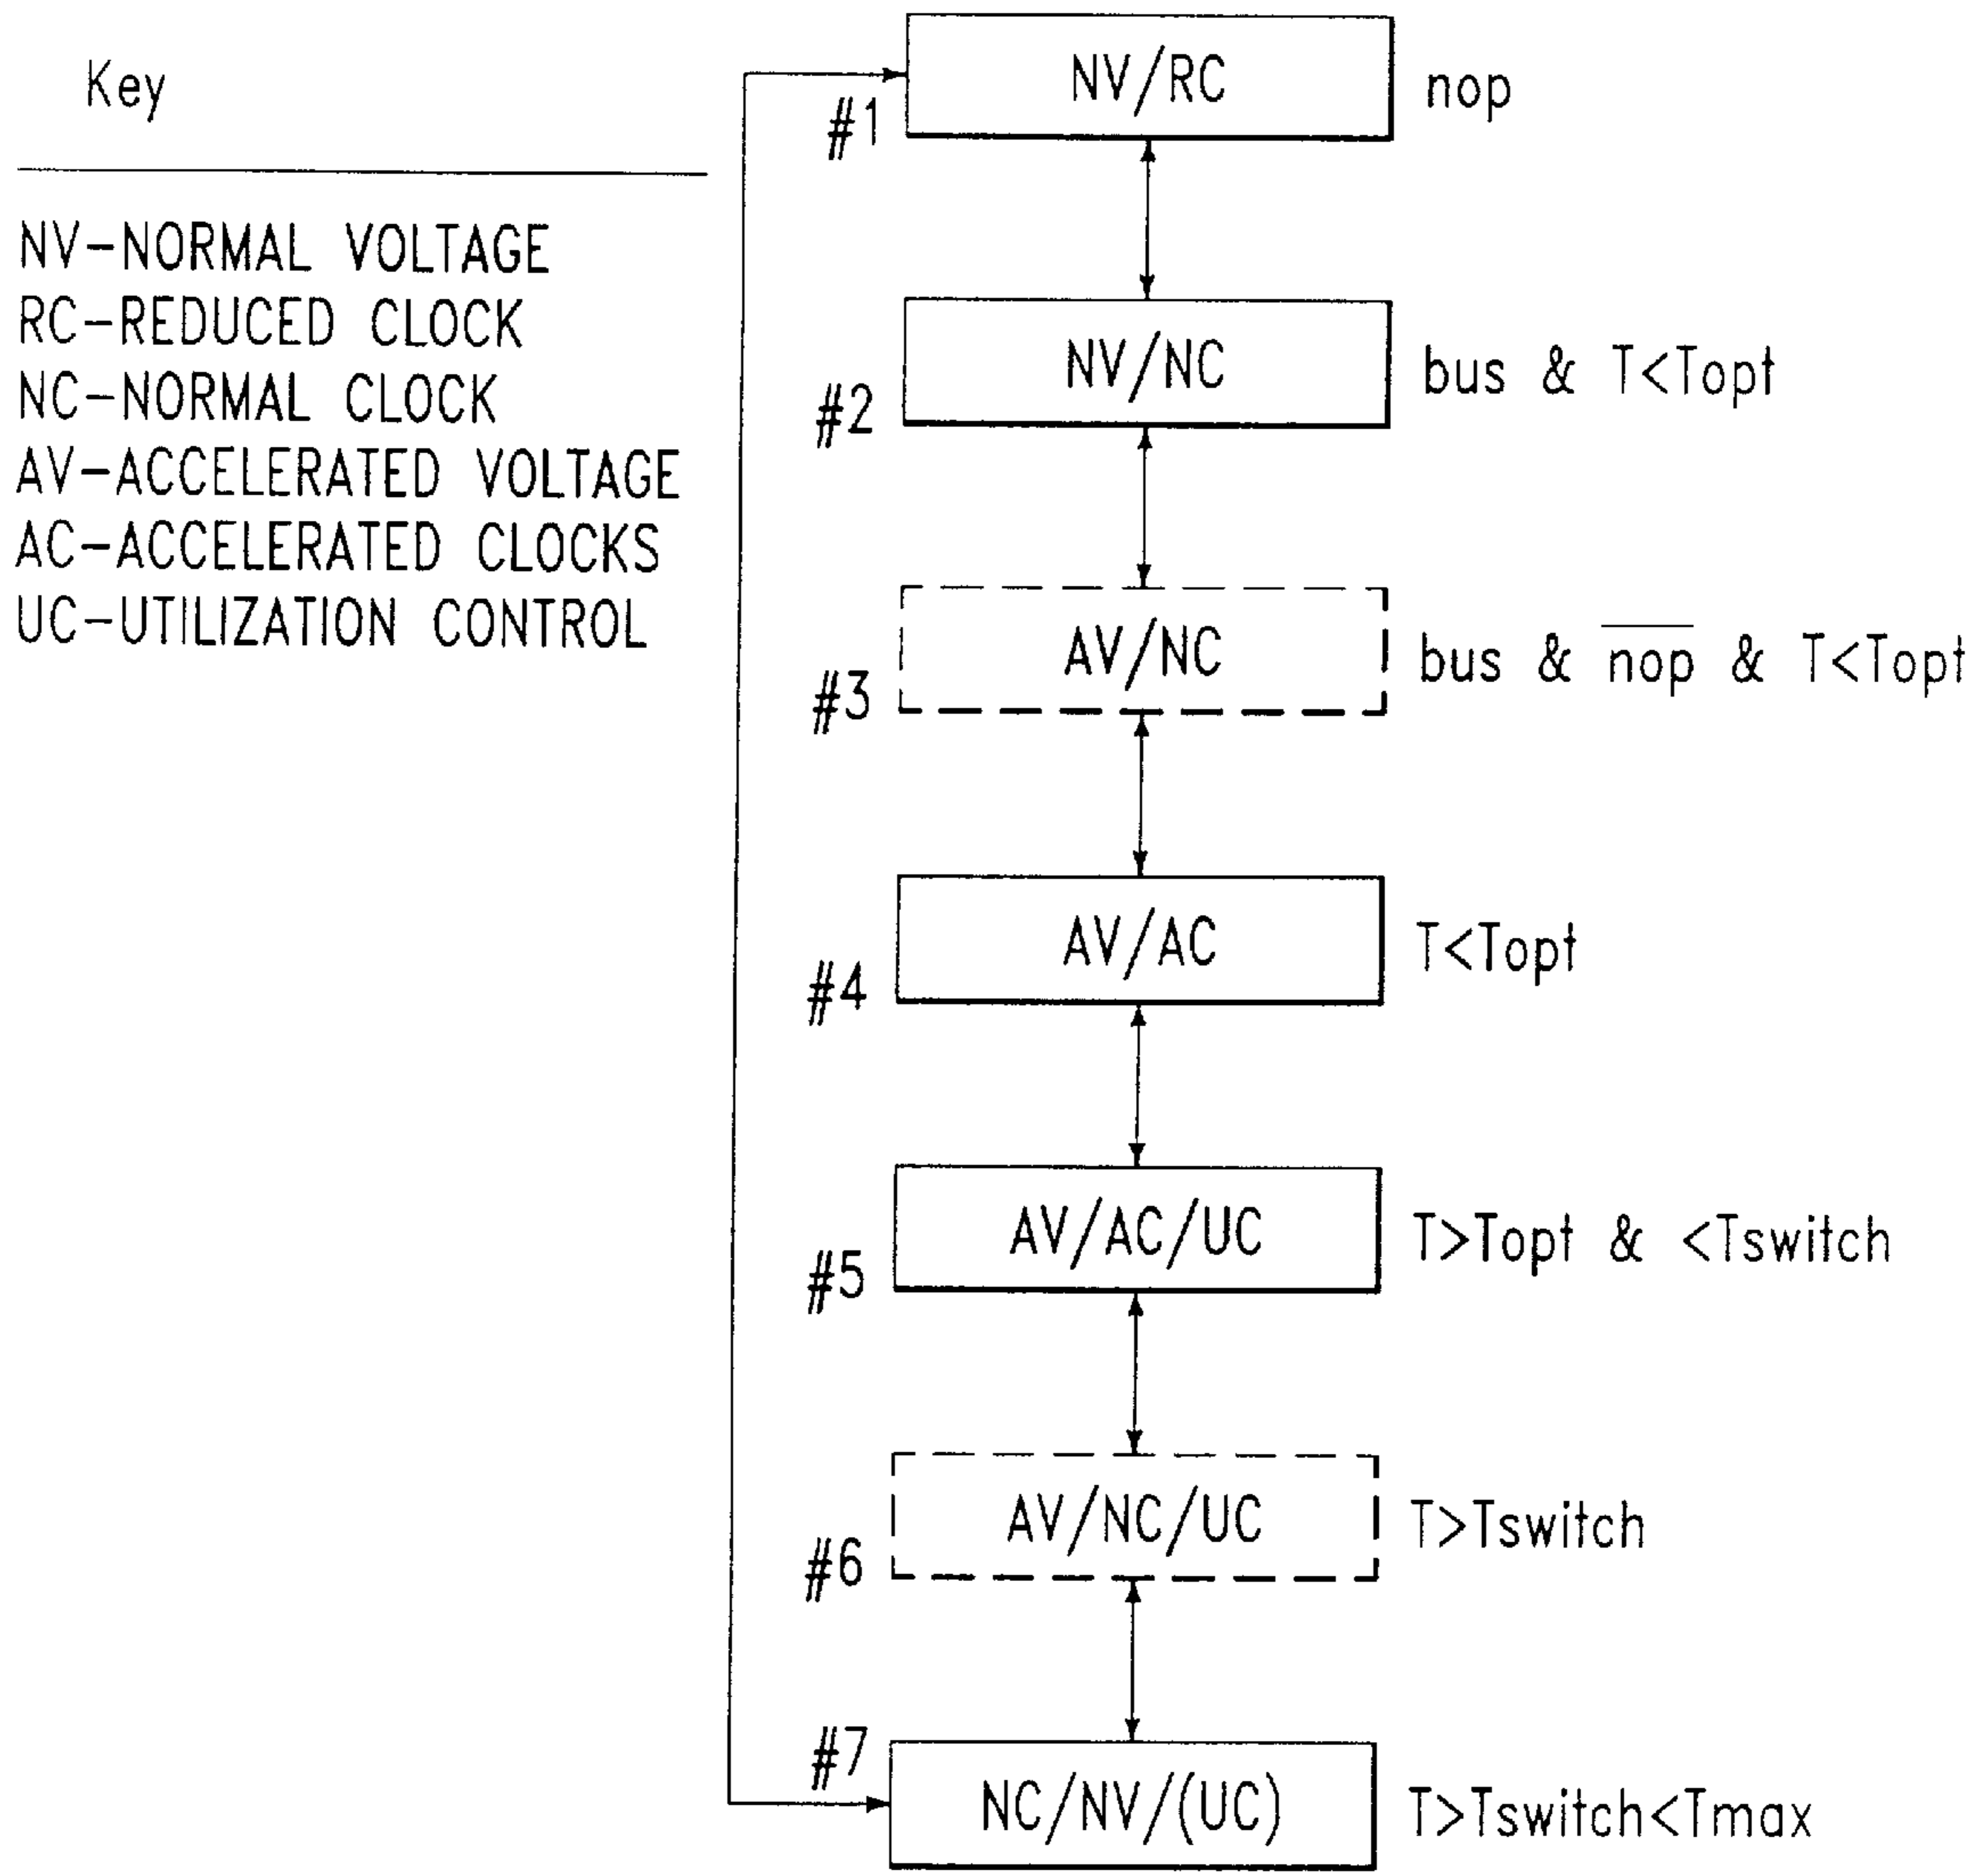 Key
NV-NORMAL VOLTAGE
RC-REDUCED CLOCK
NC-NORMAL CLOCK
AV-ACCELERATED VOLTAGE
AC-ACCELERATED CLOCKS
UC-UTILIZATION CONTROL
#1
NV/RC
nop
#2
NV/NC
bus & T<Topt
#3
AV/NC
bus & n̅o̅p̅ & T<Topt
#4
AV/AC
T<Topt
#5
AV/AC/UC
T>Topt & <Tswitch
#6
AV/NC/UC
T>Tswitch
#7
NC/NV/(UC)
T>Tswitch<Tmax